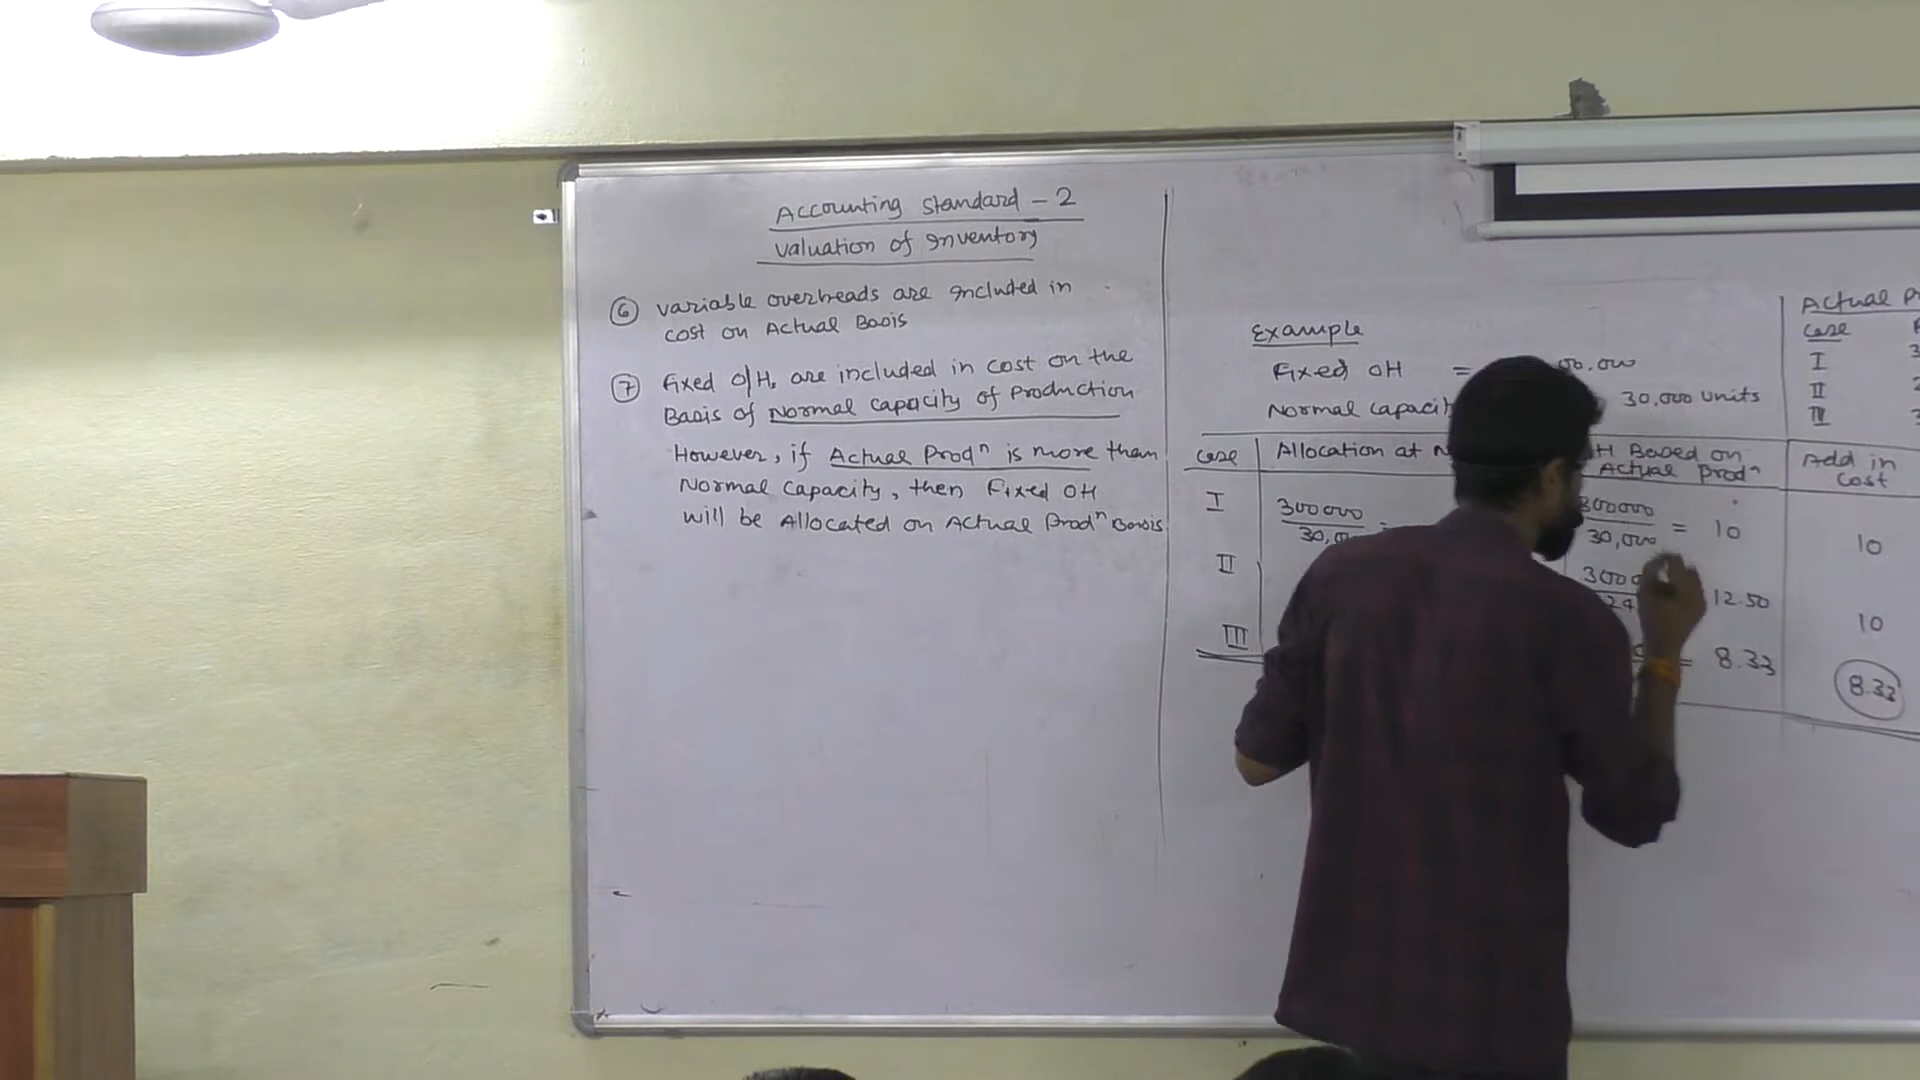 Accounting Standard - 2
Valuation of Inventory
⑥ Variable overheads are included in
cost on Actual Basis
⑦ Fixed O/Hs are included in cost on the
Basis of Normal Capacity of Production
However, if Actual Prodⁿ is more than
Normal Capacity, then Fixed OH
will be Allocated on Actual Prodⁿ Basis
Example
Fixed OH =
Normal Capacity 30,000 Units
Case
I
II
III
Case Allocation at Based on Actual Prodⁿ Add in Cost
I 300000 / 30,000 = 10 10
II 12.50 10
III = 8.33 8.33